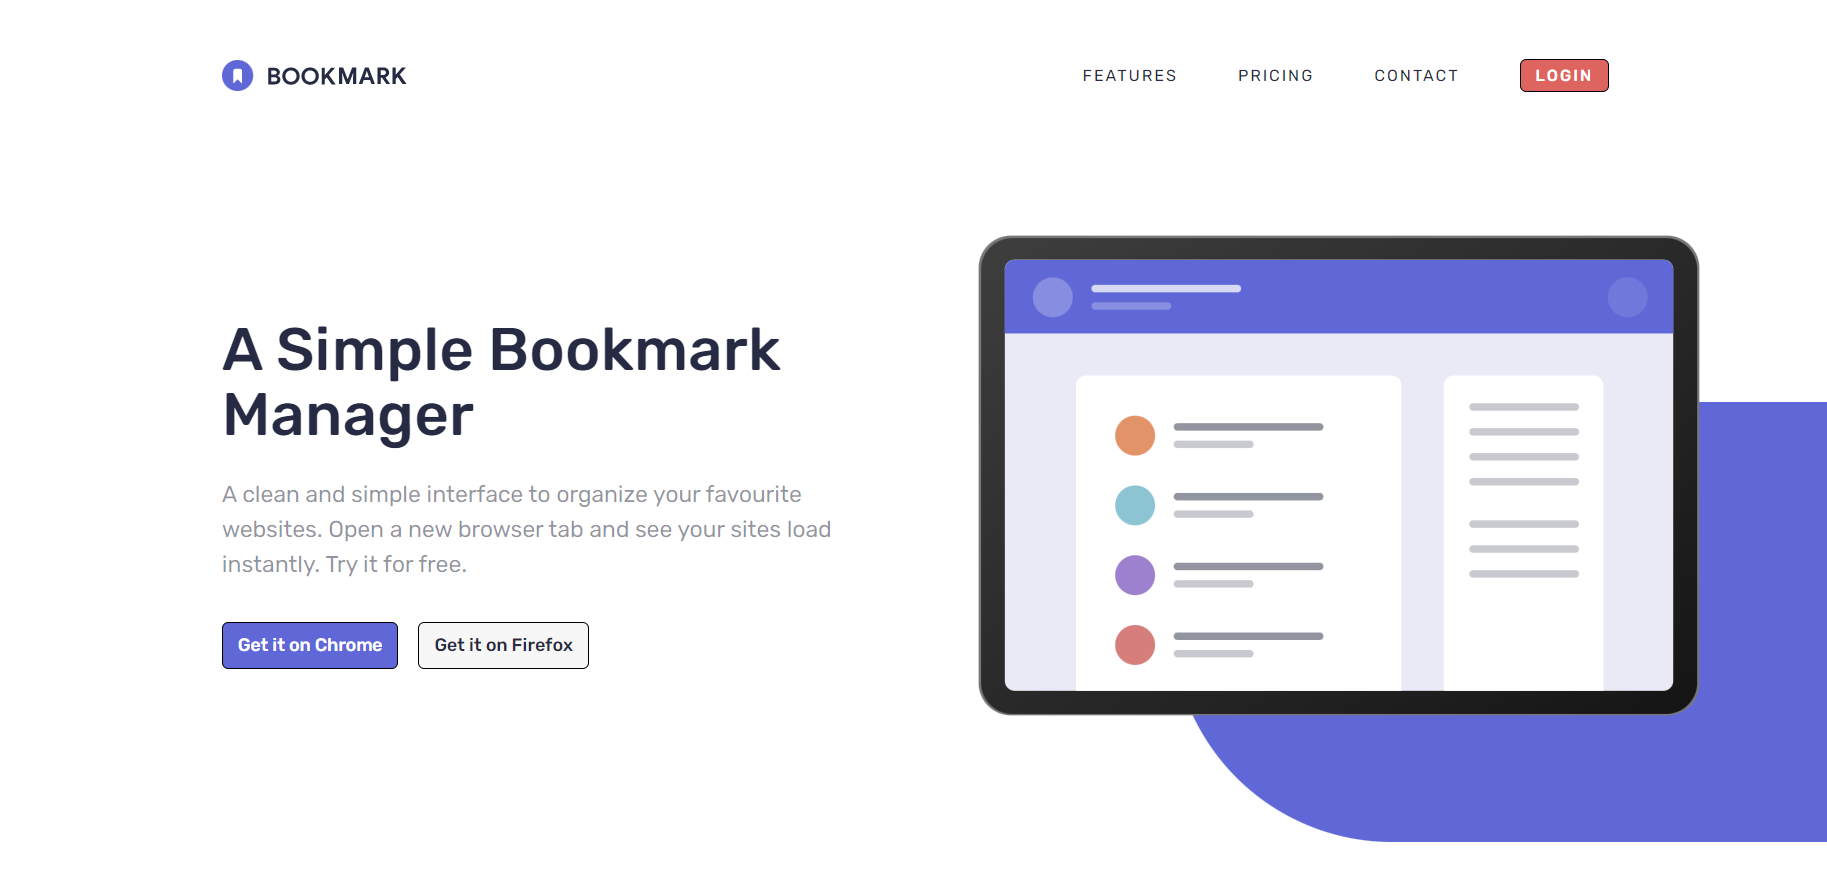 BOOKMARK
FEATURES PRICING CONTACT LOGIN
A Simple Bookmark
Manager
A clean and simple interface to organize your favourite
websites. Open a new browser tab and see your sites load
instantly. Try it for free.
Get it on Chrome Get it on Firefox